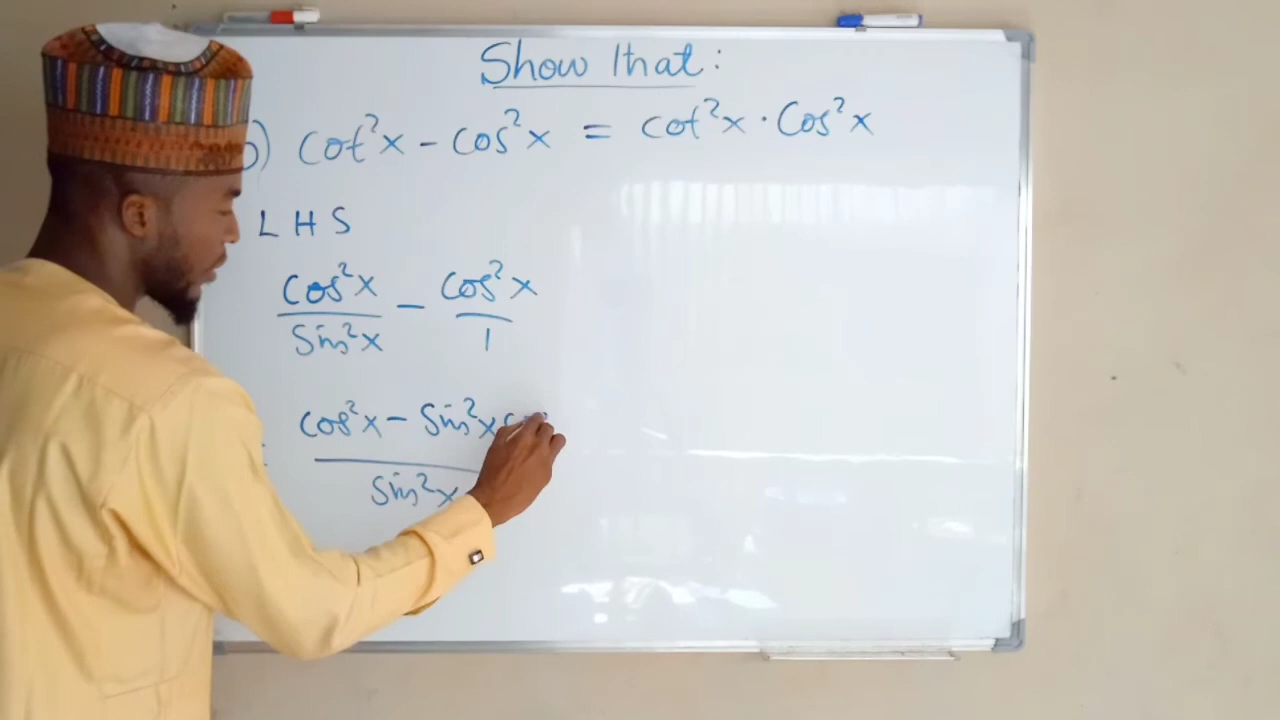 Show that:
b) cot²x - cos²x = cot²x · Cos²x
LHS
cos²x/sin²x - cos²x/1
cos²x - sin²x
sin²x